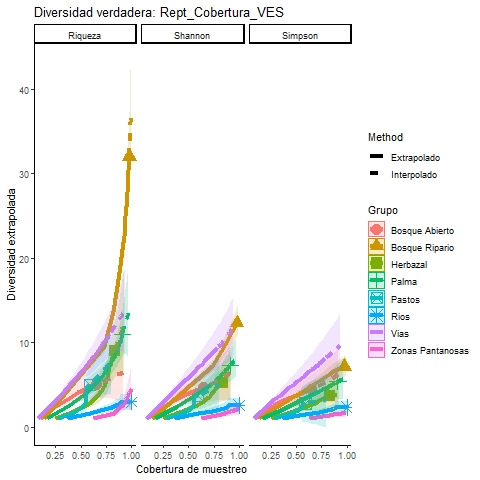 Diversidad verdadera: Rept_Cobertura_VES
Riqueza
Shannon
Simpson
40
30
20
10
0
Diversidad extrapolada
0.25 0.50 0.75 1.00
0.25 0.50 0.75 1.00
0.25 0.50 0.75 1.00
Cobertura de muestreo
Method
Extrapolado
Interpolado
Grupo
Bosque Abierto
Bosque Ripario
Herbazal
Palma
Pastos
Rios
Vias
Zonas Pantanosas